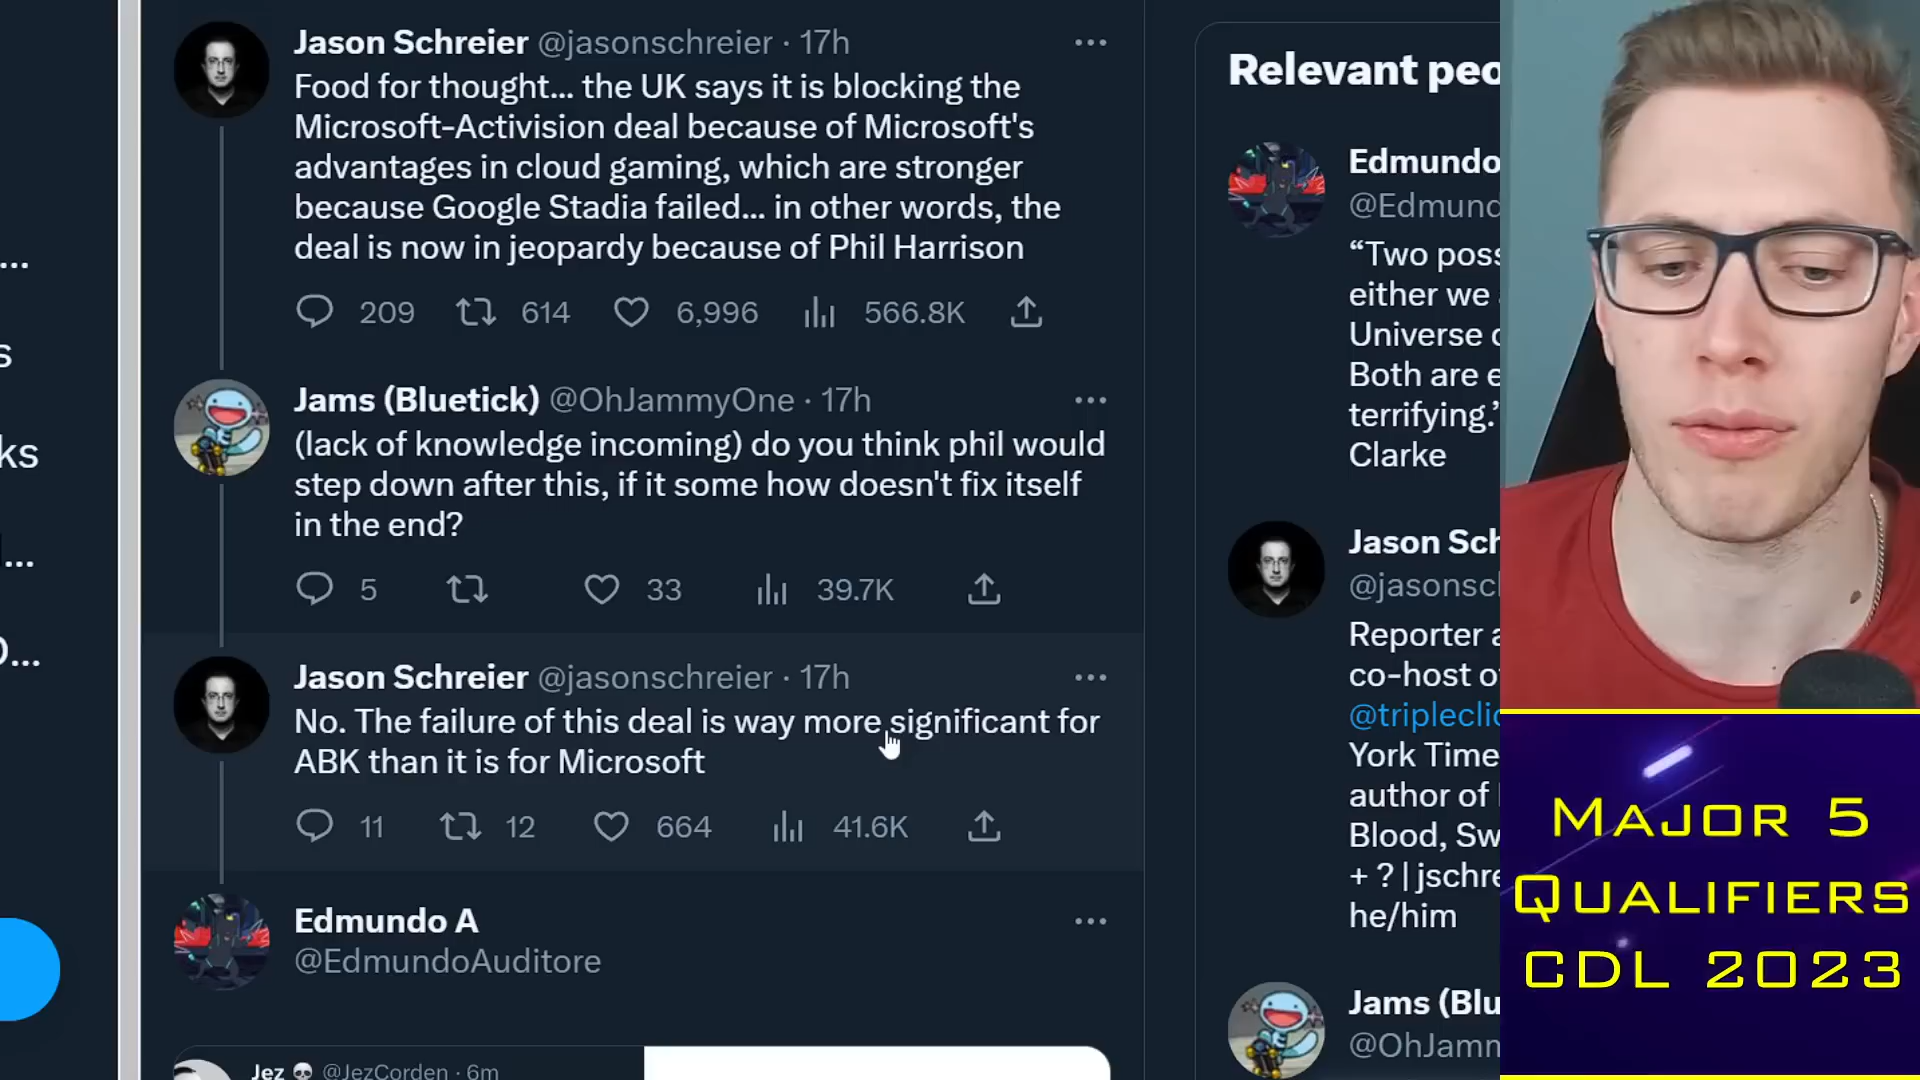 ...
s
ks
...
...
Jason Schreier @jasonschreier · 17h
Food for thought... the UK says it is blocking the
Microsoft-Activision deal because of Microsoft's
advantages in cloud gaming, which are stronger
because Google Stadia failed... in other words, the
deal is now in jeopardy because of Phil Harrison
209 614 6,996 566.8K
Jams (Bluetick) @OhJammyOne · 17h
(lack of knowledge incoming) do you think phil would
step down after this, if it some how doesn't fix itself
in the end?
5 33 39.7K
Jason Schreier @jasonschreier · 17h
No. The failure of this deal is way more significant for
ABK than it is for Microsoft
11 12 664 41.6K
Edmundo A
@EdmundoAuditore
Jez @JezCorden · 6m
Relevant peo
Edmundo
@Edmund
“Two poss
either we
Universe
Both are e
terrifying.”
Clarke
Jason Sch
@jasonscl
Reporter a
co-host o
@tripleclic
York Time
author of
Blood, Sw
+ ? | jschre
he/him
Jams (Blu
@OhJamm
MAJOR 5
QUALIFIERS
CDL 2023